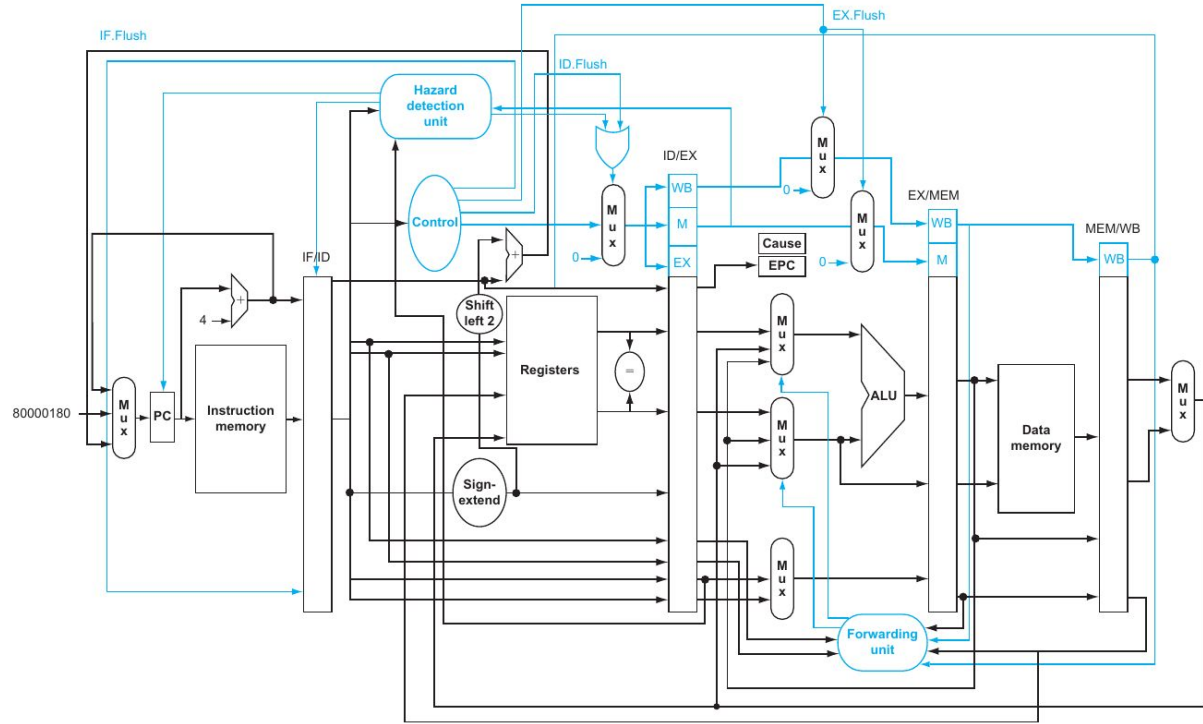 IF.Flush
EX.Flush
ID.Flush
Hazard
detection
unit
ID/EX
M
u
x
WB
0
EX/MEM
Control
M
u
x
M
M
u
x
WB
MEM/WB
Cause
IF/ID
+
0
EX
EPC
0
M
WB
Shift
left 2
+
4
M
u
x
Registers
=
ALU
M
u
x
80000180
M
u
x
PC
Instruction
memory
M
u
x
Data
memory
Sign-
extend
M
u
x
Forwarding
unit